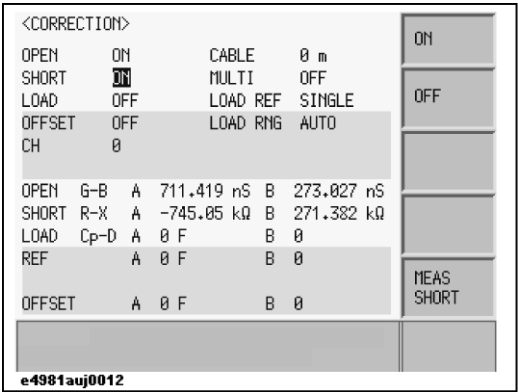 <CORRECTION>
OPEN ON CABLE 0 m
SHORT ON MULTI OFF
LOAD OFF LOAD REF SINGLE
OFFSET OFF LOAD RNG AUTO
CH 0
OPEN G-B A 711.419 nS B 273.027 nS
SHORT R-X A -745.05 kΩ B 271.382 kΩ
LOAD Cp-D A 0 F B 0
REF A 0 F B 0
OFFSET A 0 F B 0
ON
OFF
MEAS
SHORT
e4981auj0012